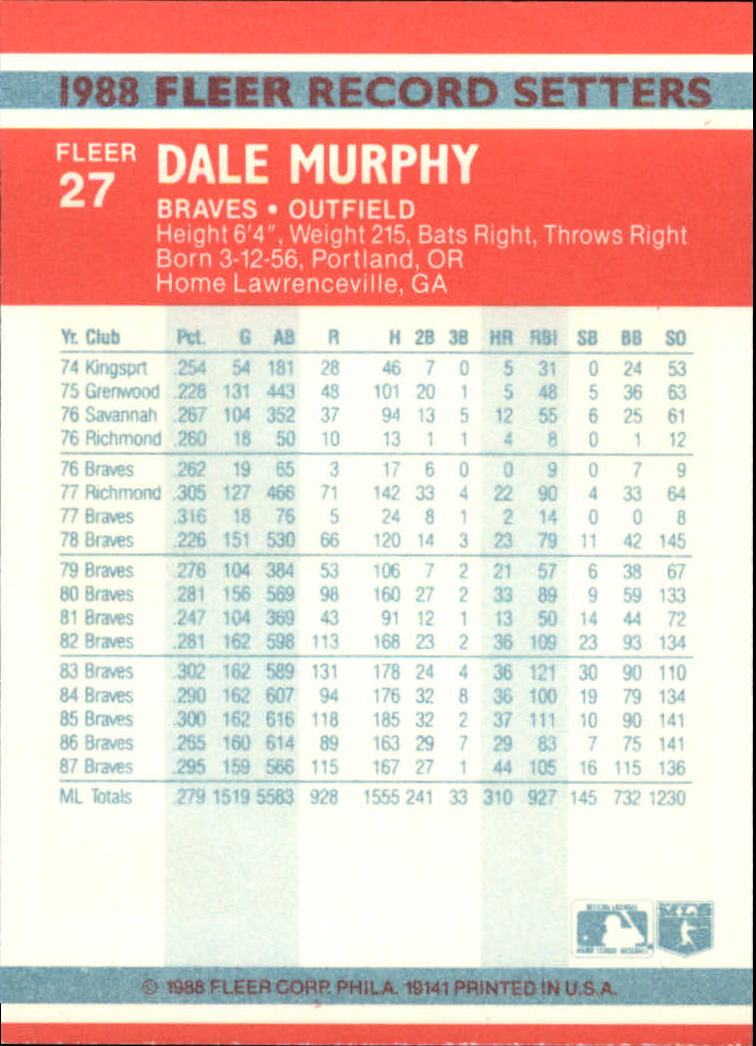 1988 FLEER RECORD SETTERS
FLEER
27
DALE MURPHY
BRAVES • OUTFIELD
Height 6'4", Weight 215, Bats Right, Throws Right
Born 3-12-56, Portland, OR
Home Lawrenceville, GA
Yr. Club Pct. G AB R H 2B 3B HR RBI SB BB SO
74 Kingsprt .254 54 181 28 46 7 0 5 31 0 24 53
75 Grenwood .228 131 443 48 101 20 1 5 48 5 36 63
76 Savannah .267 104 352 37 94 13 5 12 55 6 25 61
76 Richmond .260 18 50 10 13 1 1 4 8 0 1 12
76 Braves .262 19 65 3 17 6 0 0 9 0 7 9
77 Richmond .305 127 466 71 142 33 4 22 90 4 33 64
77 Braves .316 18 76 5 24 8 1 2 14 0 0 8
78 Braves .226 151 530 66 120 14 3 23 79 11 42 145
79 Braves .276 104 384 53 106 7 2 21 57 6 38 67
80 Braves .281 156 569 98 160 27 2 33 89 9 59 133
81 Braves .247 104 369 43 91 12 1 13 50 14 44 72
82 Braves .281 162 598 113 168 23 2 36 109 23 93 134
83 Braves .302 162 589 131 178 24 4 36 121 30 90 110
84 Braves .290 162 607 94 176 32 8 36 100 19 79 134
85 Braves .300 162 616 118 185 32 2 37 111 10 90 141
86 Braves .265 160 614 89 163 29 7 29 83 7 75 141
87 Braves .295 159 566 115 167 27 1 44 105 16 115 136
ML Totals .279 1519 5583 928 1555 241 33 310 927 145 732 1230
© 1988 FLEER CORP. PHILA. 19141 PRINTED IN U.S.A.